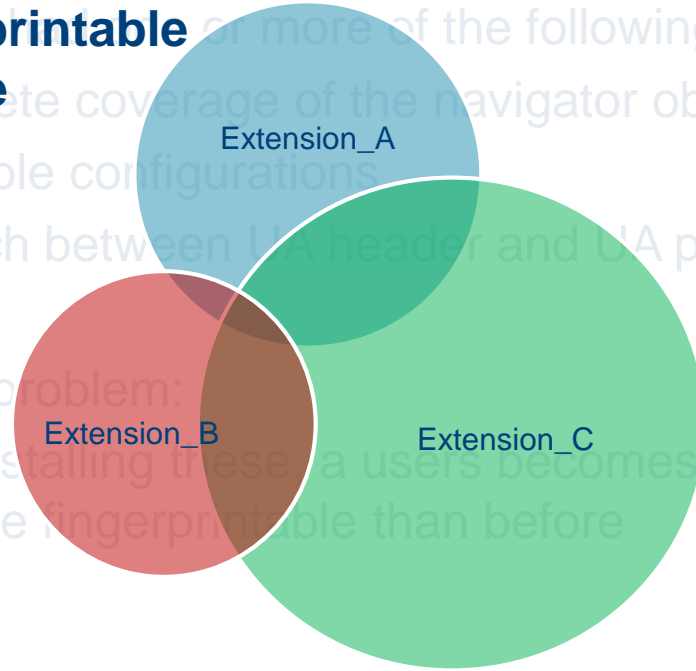 printable
or more of the following
ete coverage of the navigator ob
Extension_A
ble configurations
ch between UA header and UA p
problem:
Extension_B
Extension_C
stalling these, a users becomes
e fingerprintable than before